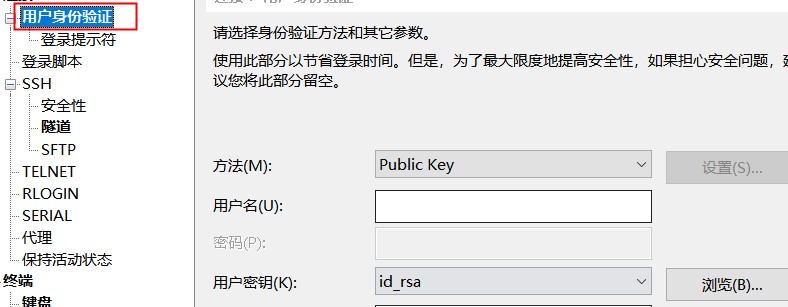 用户身份验证
登录提示符
登录脚本
SSH
安全性
隧道
SFTP
TELNET
RLOGIN
SERIAL
代理
保持活动状态
终端
键盘
请选择身份验证方法和其它参数。
使用此部分以节省登录时间。但是，为了最大限度地提高安全性，如果担心安全问题，建
议您将此部分留空。
方法(M):
Public Key
设置(S)...
用户名(U):
密码(P):
用户密钥(K):
id_rsa
浏览(B)...